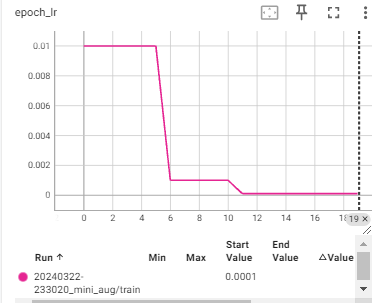 epoch_lr
0.01
0.008
0.006
0.004
0.002
0
0 2 4 6 8 10 12 14 16 18 19 ×
Run ↑ Min Max Start Value End Value ΔValue
20240322-233020_mini_aug/train 0.0001